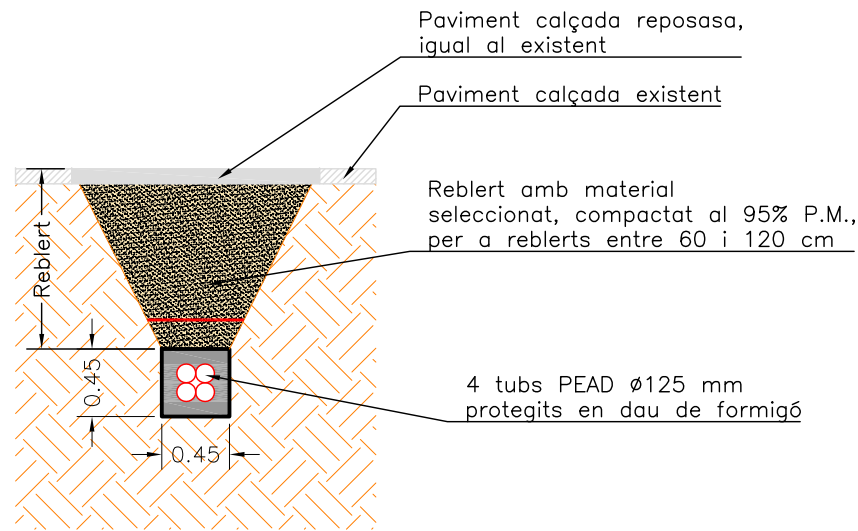 Paviment calçada reposasa,
igual al existent
Paviment calçada existent
Reblert amb material
seleccionat, compactat al 95% P.M.,
per a reblerts entre 60 i 120 cm
Reblert
0.45
4 tubs PEAD Ø125 mm
protegits en dau de formigó
0.45